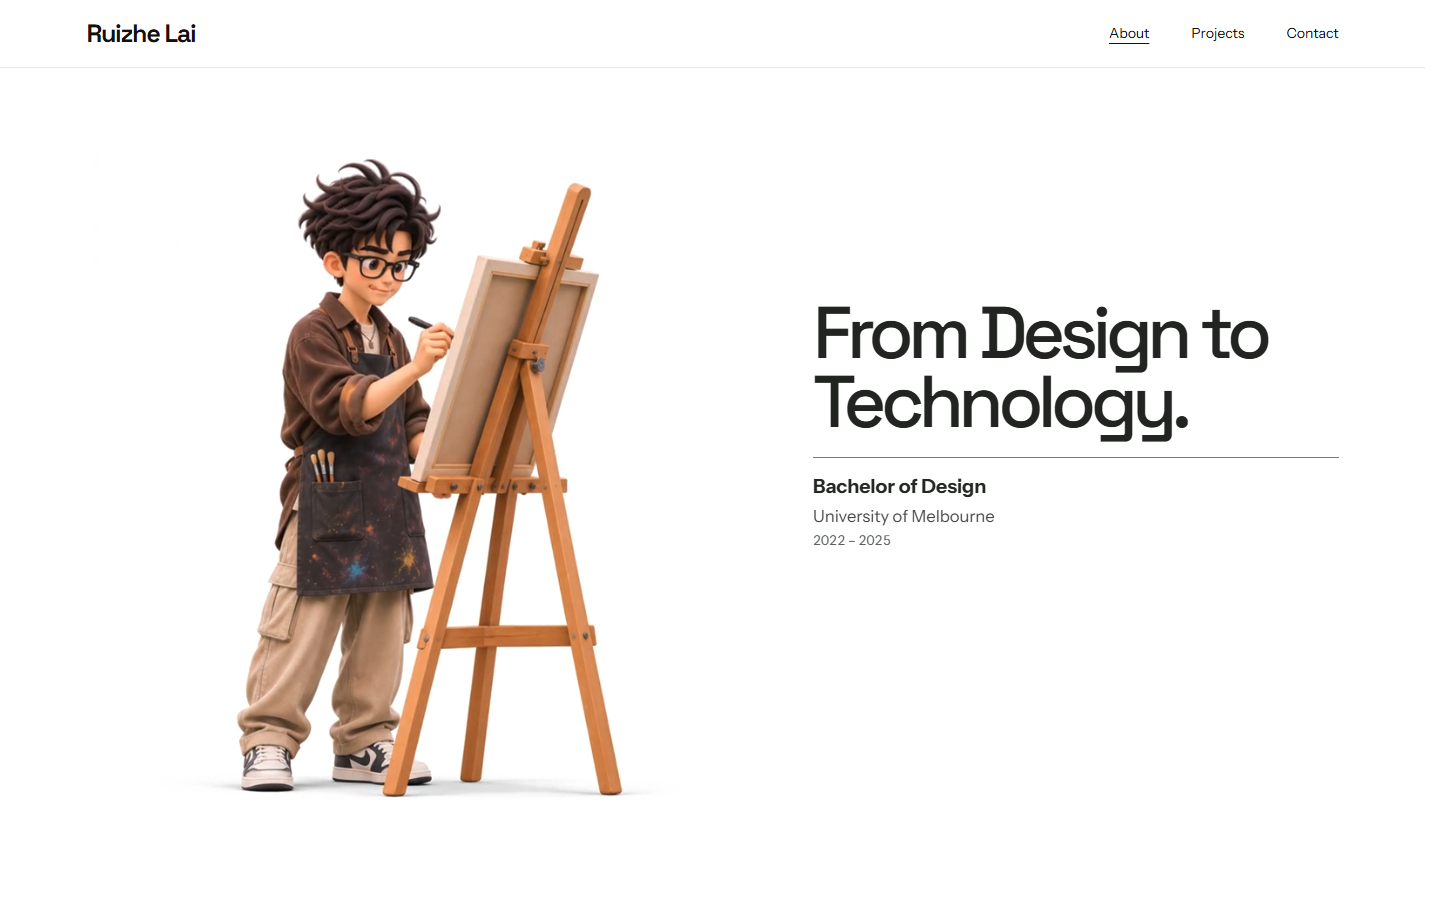 Ruizhe Lai
About
Projects
Contact
From Design to
Technology.
Bachelor of Design
University of Melbourne
2022 – 2025